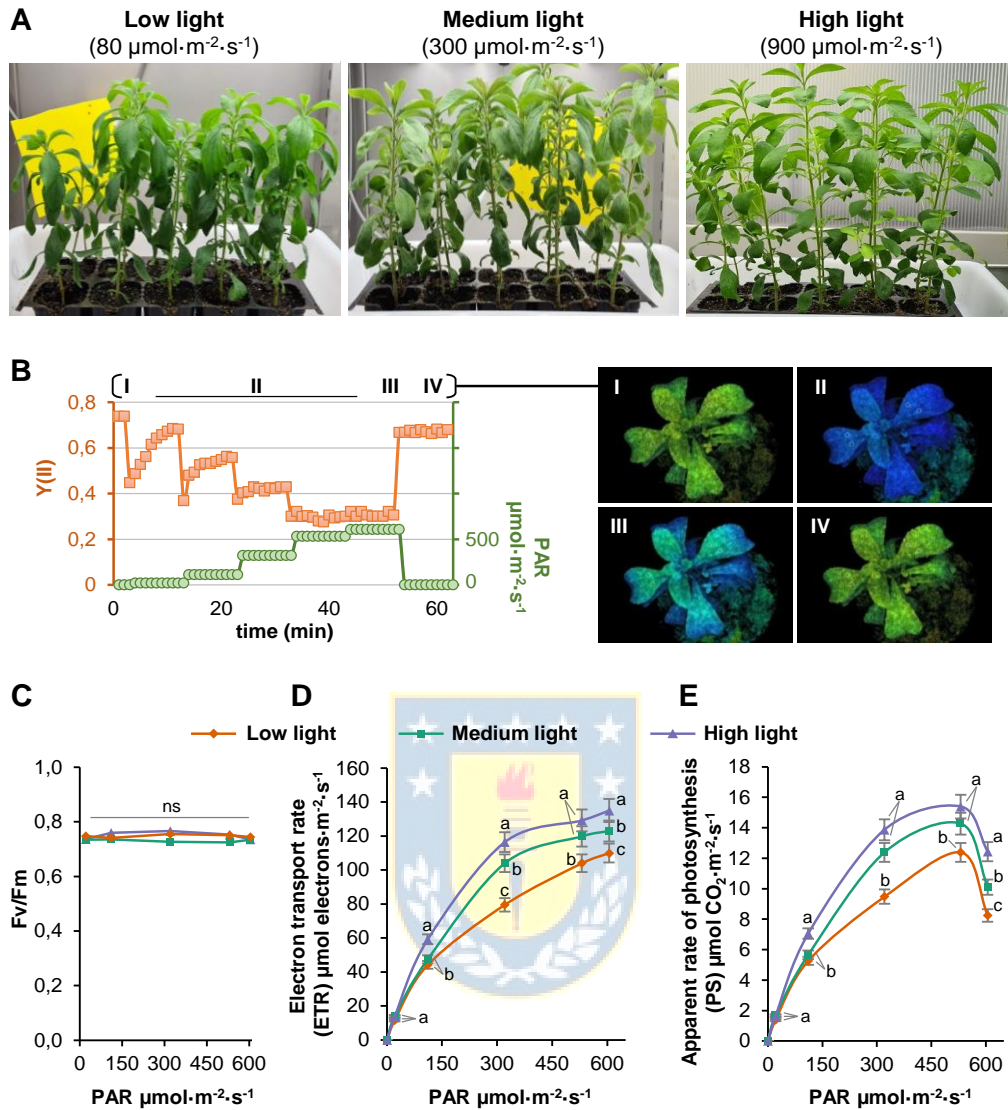 A
Low light
(80 µmol·m⁻²·s⁻¹)
Medium light
(300 µmol·m⁻²·s⁻¹)
High light
(900 µmol·m⁻²·s⁻¹)
B
I II III IV
0,8
0,6
0,4
0,2
0
Y(II)
500
0
PAR
µmol·m⁻²·s⁻¹
0 20 40 60
time (min)
I
II
III
IV
C
D
E
Low light
Medium light
High light
1,0
0,8
0,6
0,4
0,2
0,0
Fv/Fm
ns
0 150 300 450 600
PAR µmol·m⁻²·s⁻¹
Electron transport rate
(ETR) µmol electrons·m⁻²·s⁻¹
160
140
120
100
80
60
40
20
0
a
a
b
a
b
c
a
b
a
b
c
0 150 300 450 600
PAR µmol·m⁻²·s⁻¹
Apparent rate of photosynthesis
(PS) µmol CO₂·m⁻²·s⁻¹
18
16
14
12
10
8
6
4
2
0
a
a
b
a
b
a
b
a
b
c
0 150 300 450 600
PAR µmol·m⁻²·s⁻¹